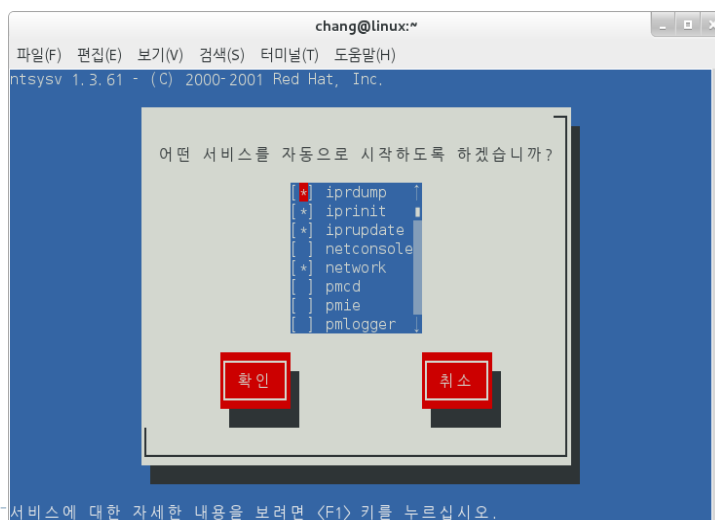 chang@linux:~
파일(F) 편집(E) 보기(V) 검색(S) 터미널(T) 도움말(H)
ntsysv 1.3.61 - (C) 2000-2001 Red Hat, Inc.
어떤 서비스를 자동으로 시작하도록 하겠습니까?
[*] iprdump ↑
[*] iprinit
[*] iprupdate
[ ] netconsole
[*] network
[ ] pmcd
[ ] pmie
[ ] pmlogger ↓
확인 취소
서비스에 대한 자세한 내용을 보려면 <F1> 키를 누르십시오.